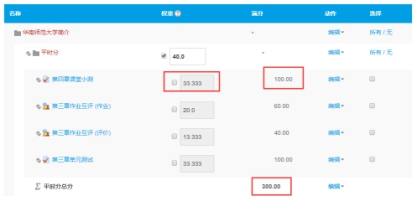 名称 权重 满分 动作 选择
华南师范大学简介 - 编辑 所有 / 无
平时分 40.0 - 编辑 所有 / 无
第四章课堂小测 33.333 100.00 编辑
第三章作业互评 (作业) 20.0 60.00 编辑
第三章作业互评 (评价) 13.333 40.00 编辑
第三章单元测试 33.333 100.00 编辑
平时分总分 300.00 编辑